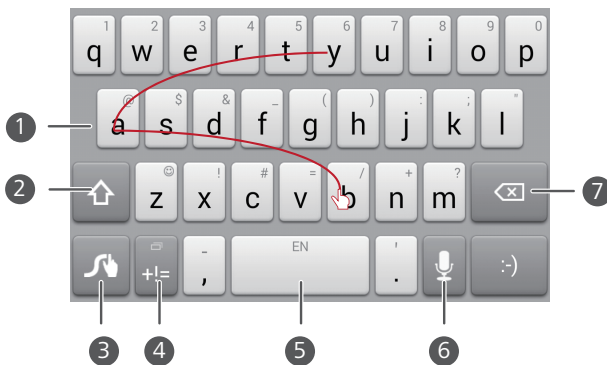 1 2 3 4 5 6 7 8 9 0
q w e r t y u i o p
@ $ & _ ( ) : ; "
a s d f g h j k l
1
! # = / + ?
z x c v b n m
2
7
- EN '
+!= , . :-)
3 4 5 6